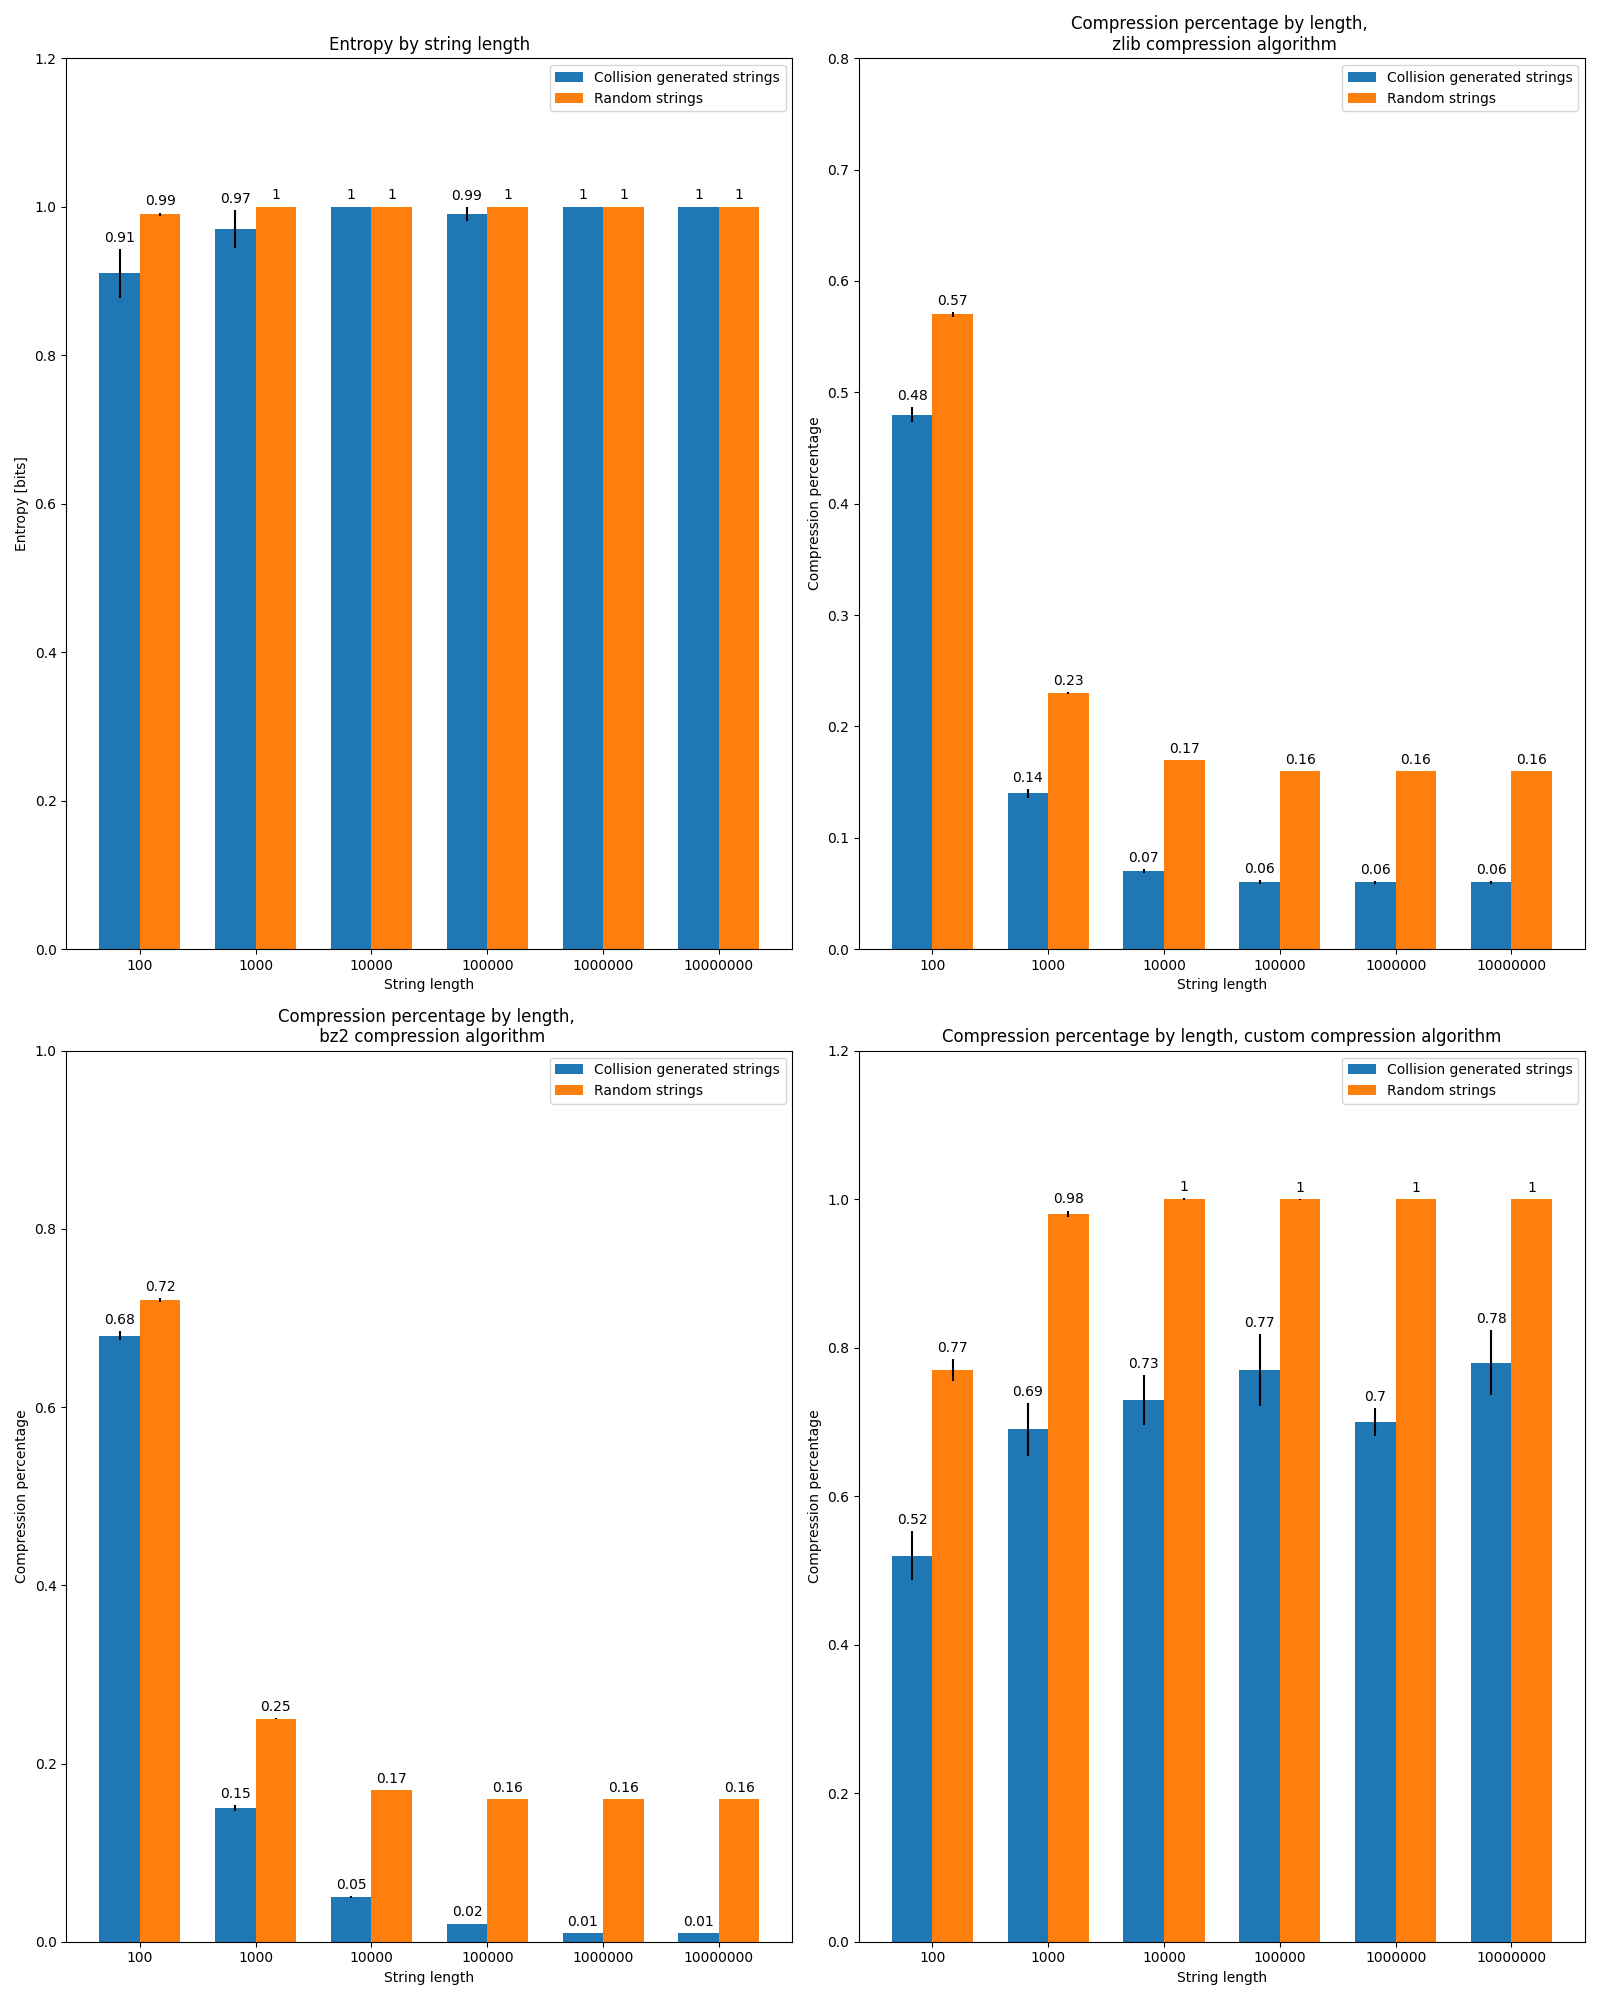 Entropy by string length
1.2
1.0
0.8
0.6
0.4
0.2
0.0
Entropy [bits]
Collision generated strings
Random strings
0.91 0.99 0.97 1 1 1 0.99 1 1 1 1 1
100 1000 10000 100000 1000000 10000000
String length
Compression percentage by length,
zlib compression algorithm
0.8
0.7
0.6
0.5
0.4
0.3
0.2
0.1
0.0
Compression percentage
Collision generated strings
Random strings
0.48 0.57 0.14 0.23 0.07 0.17 0.06 0.16 0.06 0.16 0.06 0.16
100 1000 10000 100000 1000000 10000000
String length
Compression percentage by length,
bz2 compression algorithm
1.0
0.8
0.6
0.4
0.2
0.0
Compression percentage
Collision generated strings
Random strings
0.68 0.72 0.15 0.25 0.05 0.17 0.02 0.16 0.01 0.16 0.01 0.16
100 1000 10000 100000 1000000 10000000
String length
Compression percentage by length, custom compression algorithm
1.2
1.0
0.8
0.6
0.4
0.2
0.0
Compression percentage
Collision generated strings
Random strings
0.52 0.77 0.69 0.98 0.73 1 0.77 1 0.7 1 0.78 1
100 1000 10000 100000 1000000 10000000
String length